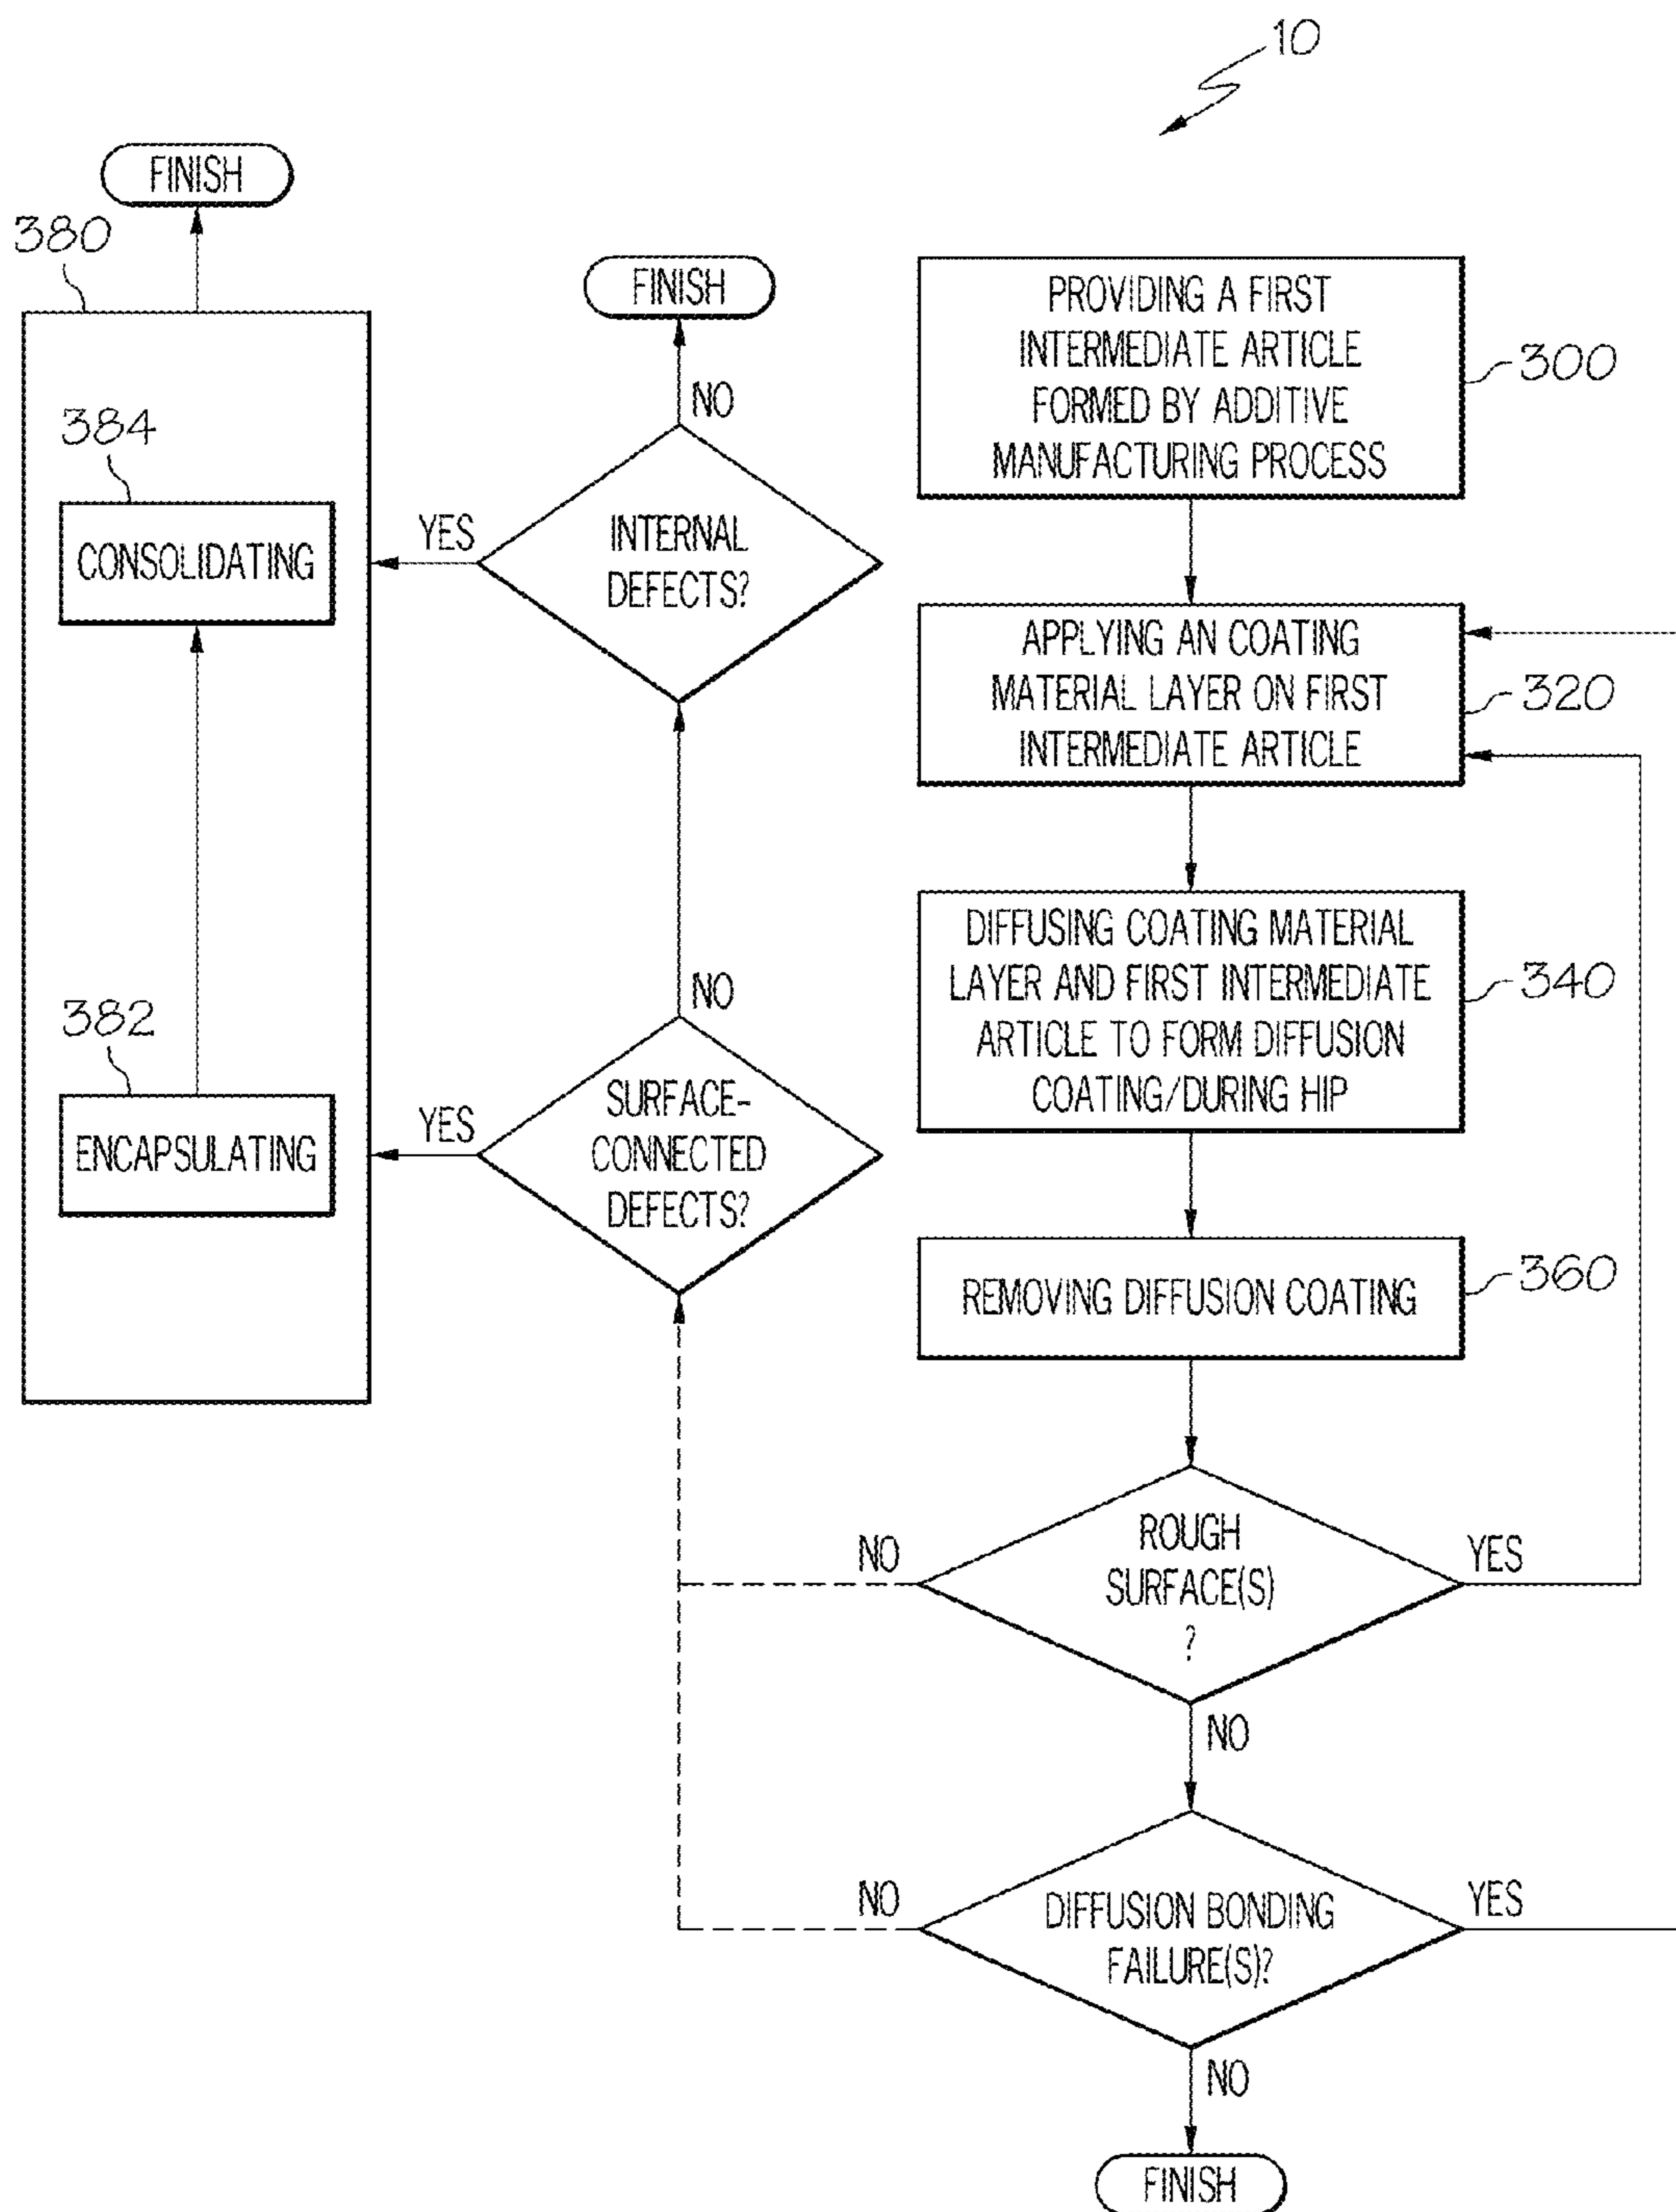 10
FINISH
380
384
CONSOLIDATING
382
ENCAPSULATING
FINISH
NO
YES
INTERNAL
DEFECTS?
NO
YES
SURFACE-
CONNECTED
DEFECTS?
PROVIDING A FIRST
INTERMEDIATE ARTICLE
FORMED BY ADDITIVE
MANUFACTURING PROCESS
300
APPLYING AN COATING
MATERIAL LAYER ON FIRST
INTERMEDIATE ARTICLE
320
DIFFUSING COATING MATERIAL
LAYER AND FIRST INTERMEDIATE
ARTICLE TO FORM DIFFUSION
COATING/DURING HIP
340
REMOVING DIFFUSION COATING
360
NO
ROUGH
SURFACE(S)
?
YES
NO
NO
DIFFUSION BONDING
FAILURE(S)?
YES
NO
FINISH